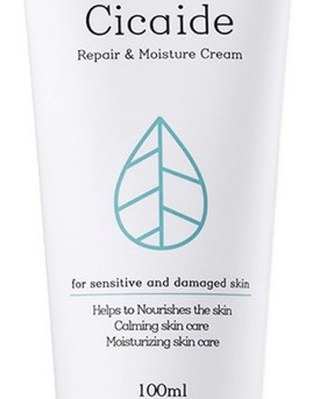 Cicaide
Repair & Moisture Cream
for sensitive and damaged skin
Helps to Nourishes the skin
Calming skin care
Moisturizing skin care
100ml